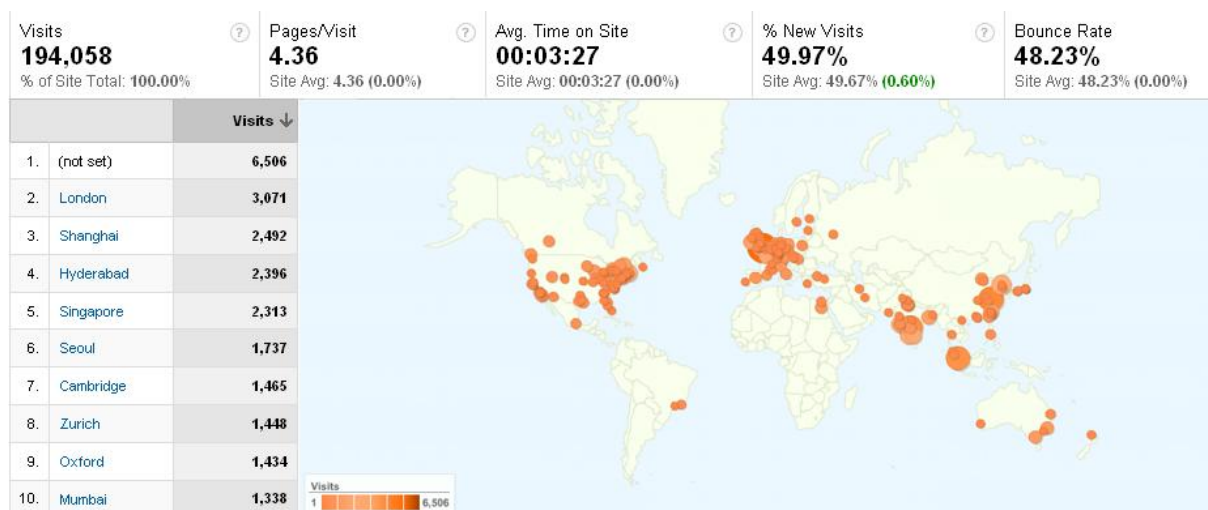 Visits ?
194,058
% of Site Total: 100.00%
Pages/Visit ?
4.36
Site Avg: 4.36 (0.00%)
Avg. Time on Site ?
00:03:27
Site Avg: 00:03:27 (0.00%)
% New Visits ?
49.97%
Site Avg: 49.67% (0.60%)
Bounce Rate
48.23%
Site Avg: 48.23% (0.00%)
Visits ↓
1. (not set) 6,506
2. London 3,071
3. Shanghai 2,492
4. Hyderabad 2,396
5. Singapore 2,313
6. Seoul 1,737
7. Cambridge 1,465
8. Zurich 1,448
9. Oxford 1,434
10. Mumbai 1,338
Visits
1 6,506